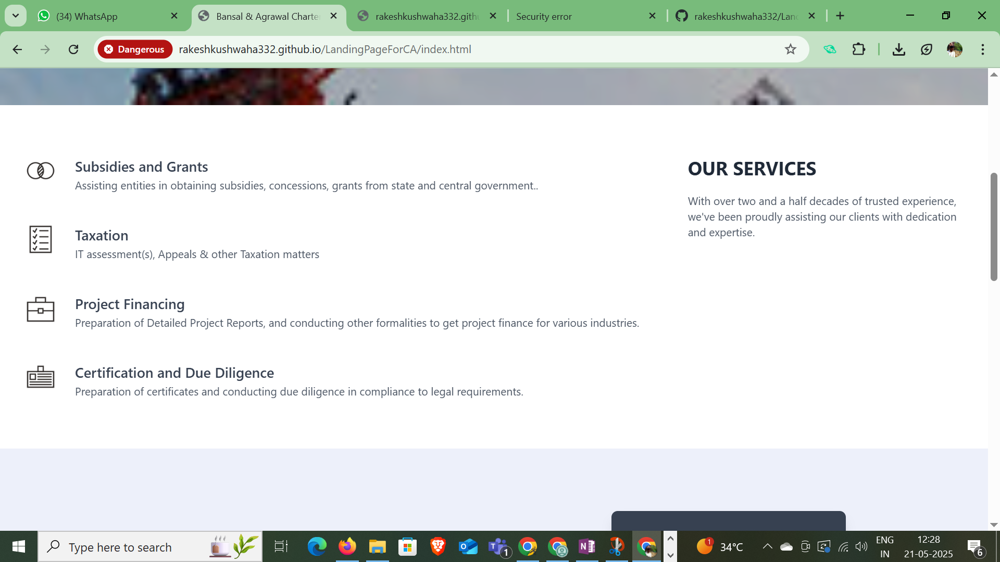 (34) WhatsApp
Bansal & Agrawal Charte
rakeshkushwaha332.gith
Security error
rakeshkushwaha332/Lan
Dangerous
rakeshkushwaha332.github.io/LandingPageForCA/index.html
Subsidies and Grants
Assisting entities in obtaining subsidies, concessions, grants from state and central government..
Taxation
IT assessment(s), Appeals & other Taxation matters
Project Financing
Preparation of Detailed Project Reports, and conducting other formalities to get project finance for various industries.
Certification and Due Diligence
Preparation of certificates and conducting due diligence in compliance to legal requirements.
OUR SERVICES
With over two and a half decades of trusted experience,
we've been proudly assisting our clients with dedication
and expertise.
Type here to search
1
1
34°C
ENG
IN
12:28
21-05-2025
6